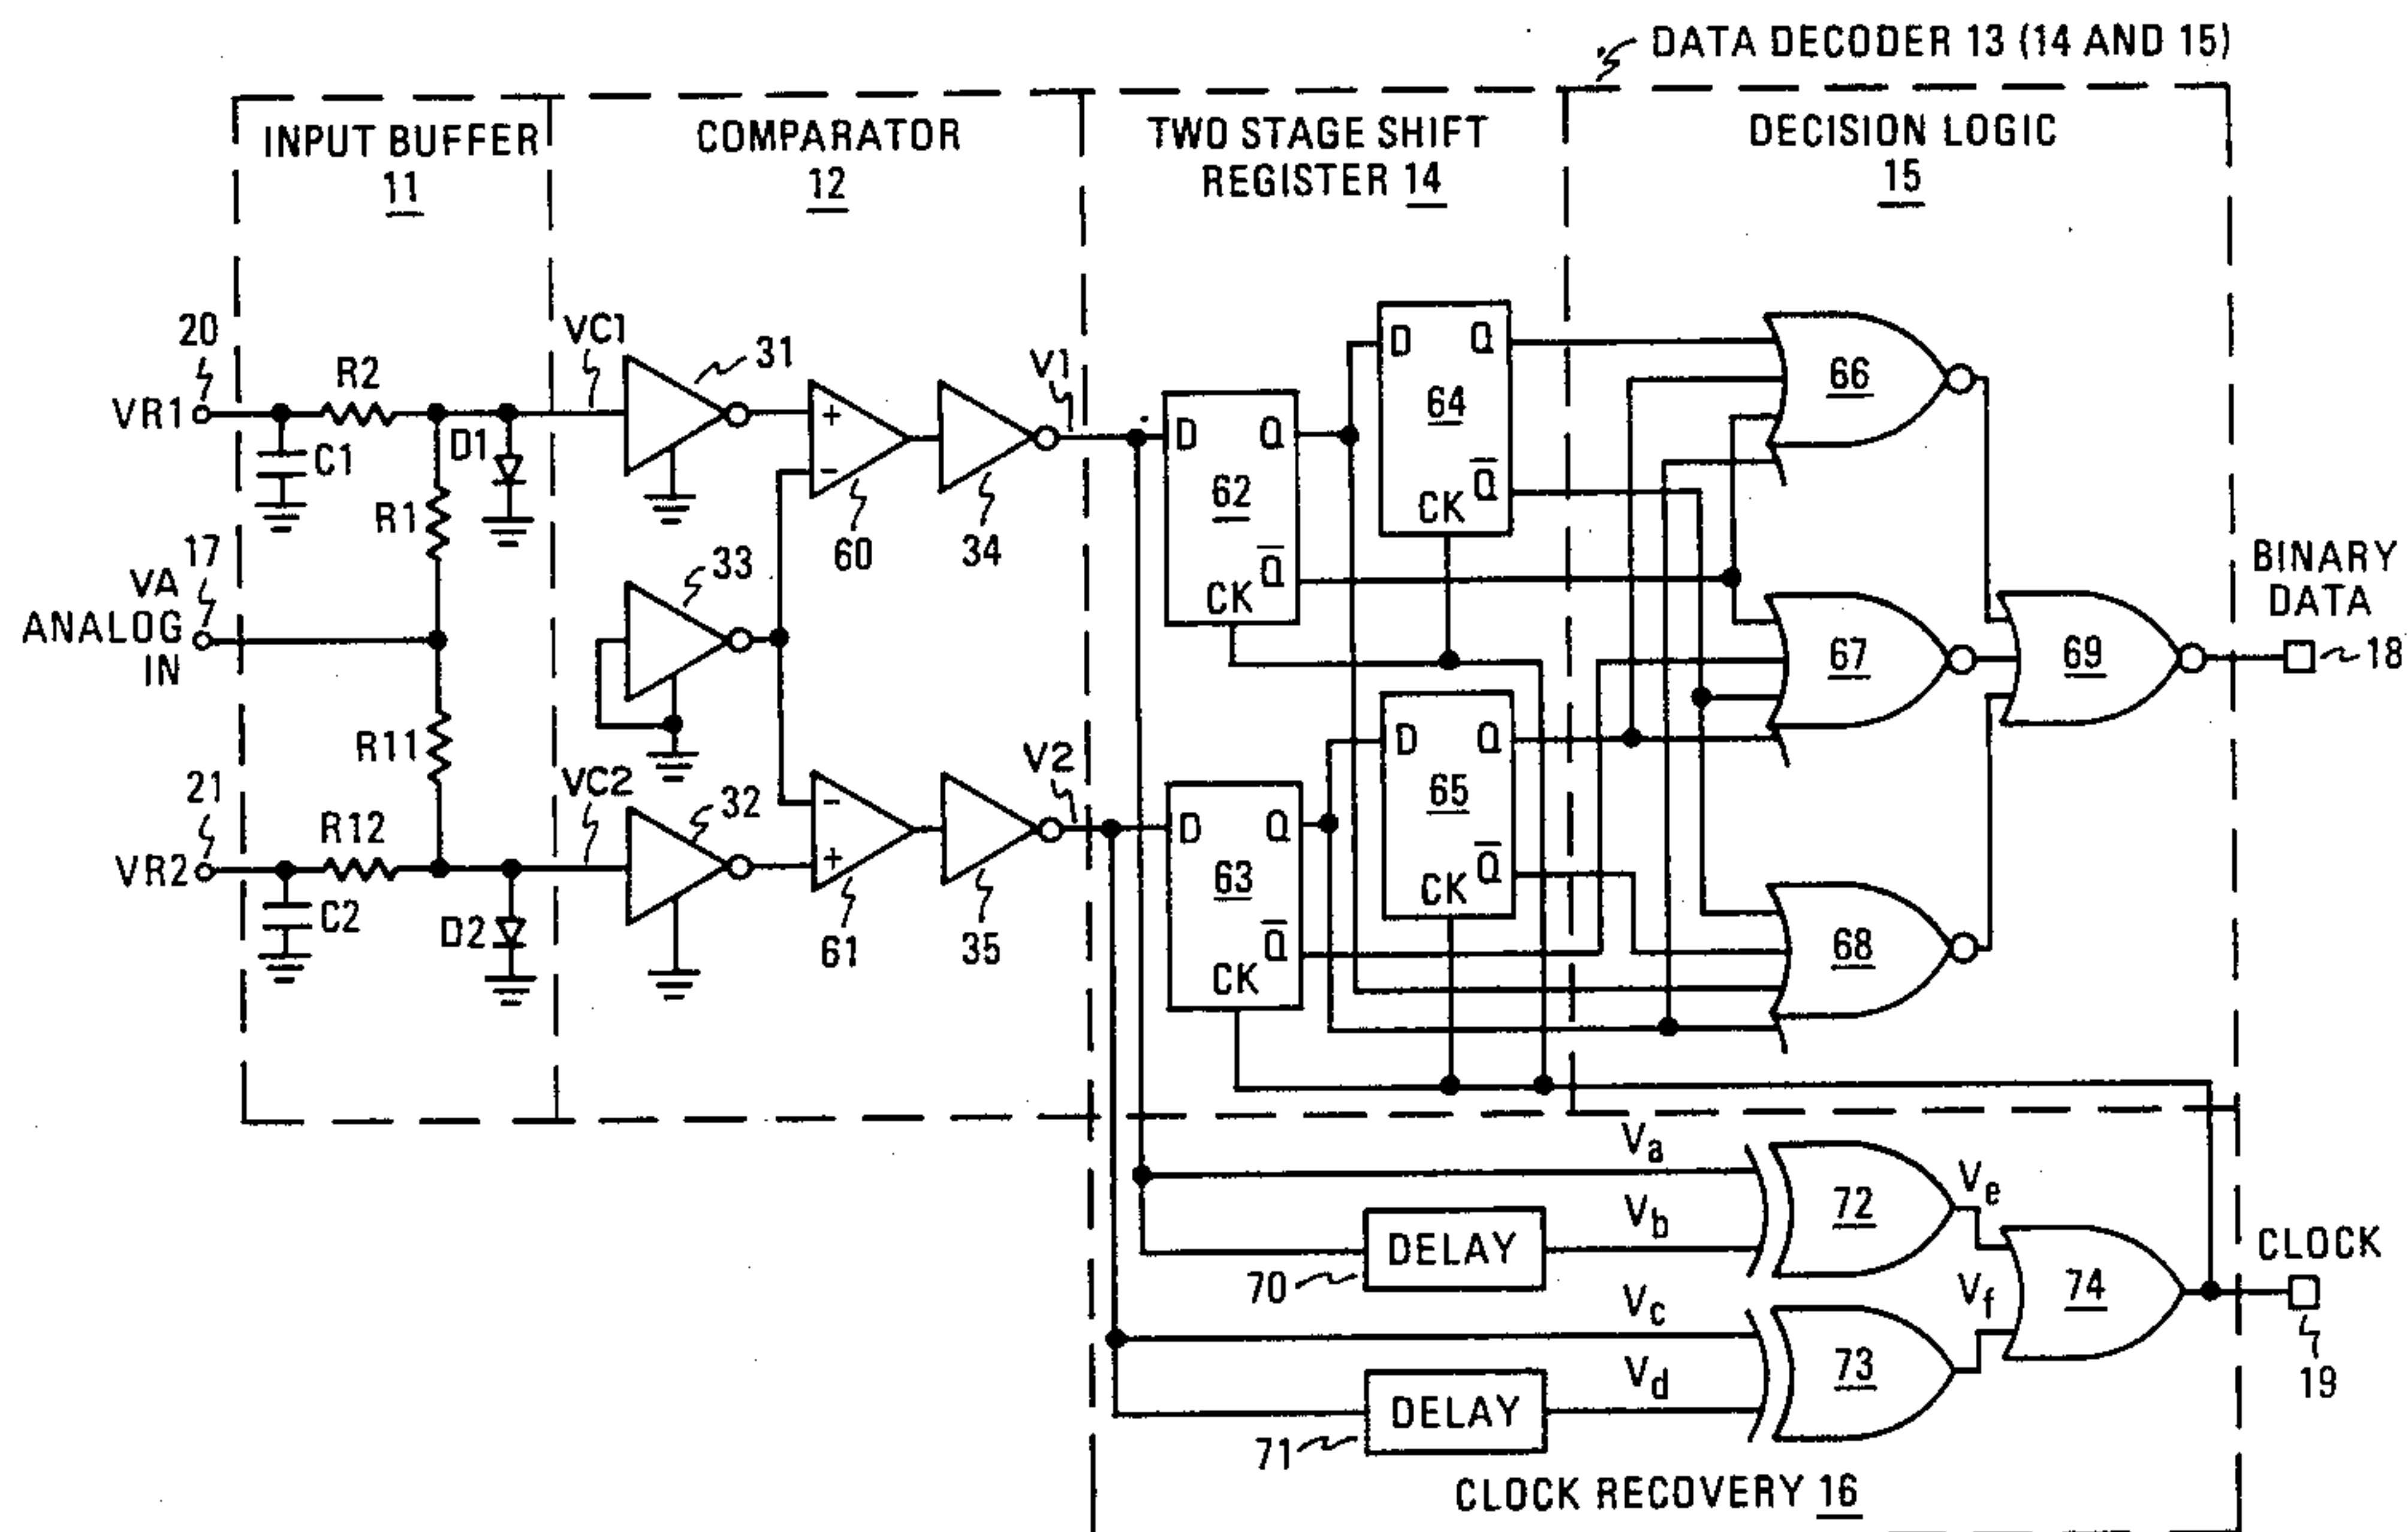 DATA DECODER 13 (14 AND 15)
INPUT BUFFER
11
COMPARATOR
12
TWO STAGE SHIFT
REGISTER 14
DECISION LOGIC
15
20
VR1
R2
C1
D1
VC1
31
+
-
60
34
V1
R1
17
VA
ANALOG
IN
33
R11
21
VR2
R12
C2
D2
VC2
32
-
+
61
35
V2
D
Q
62
CK
Q̅
D
Q
64
CK
Q̅
D
Q
63
CK
Q̅
D
Q
65
CK
Q̅
66
67
68
69
BINARY
DATA
18
Va
Vb
DELAY
70
72
Ve
Vc
Vd
DELAY
71
73
Vf
74
CLOCK
19
CLOCK RECOVERY 16